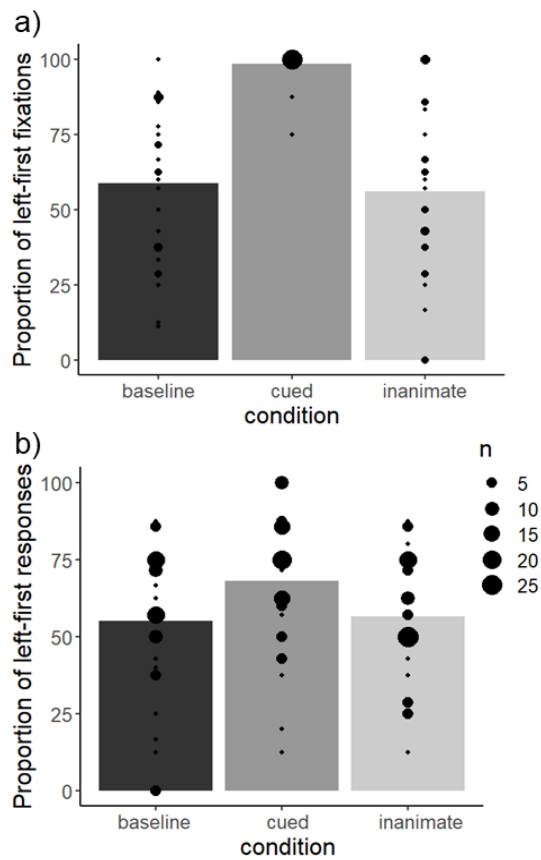 a)
Proportion of left-first fixations
100
75
50
25
0
baseline cued inanimate
condition
b)
Proportion of left-first responses
100
75
50
25
0
baseline cued inanimate
condition
n
5
10
15
20
25